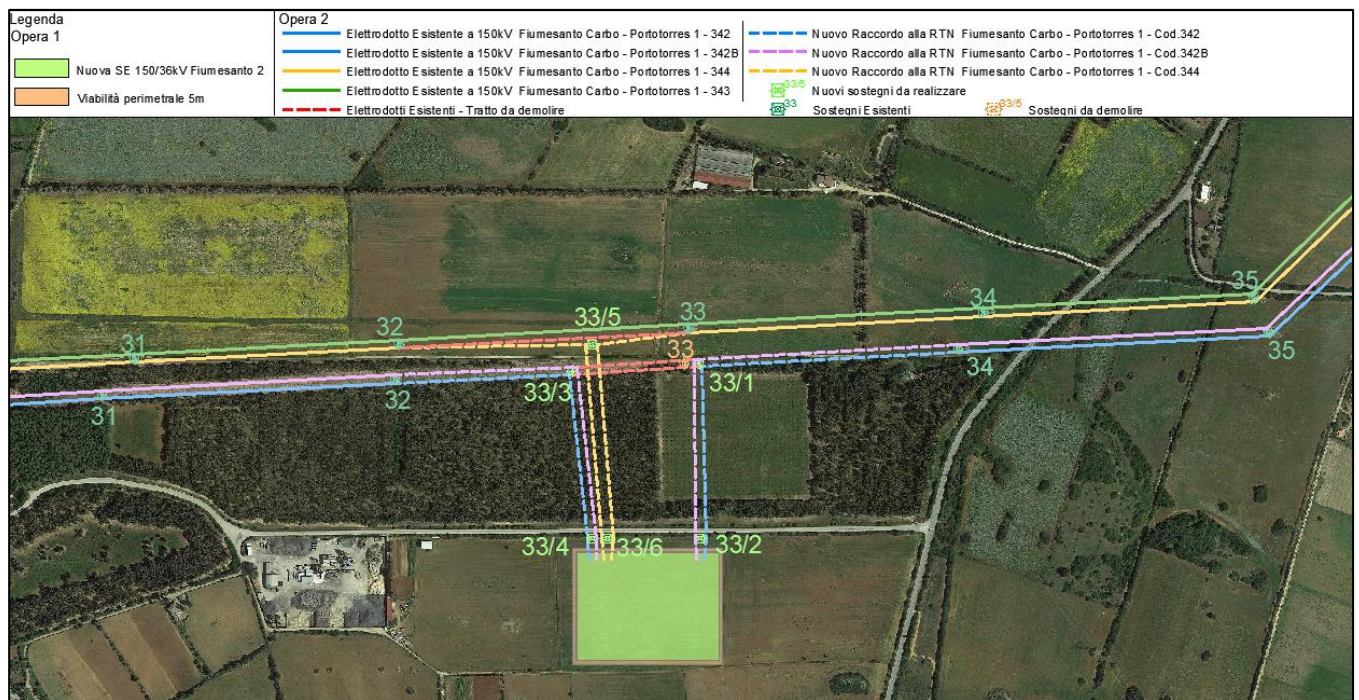 Legenda
Opera 1
Nuova SE 150/36kV Fiumesanto 2
Viabilità perimetrale 5m
Opera 2
Elettrodotto Esistente a 150kV Fiumesanto Carbo - Portotorres 1 - 342
Elettrodotto Esistente a 150kV Fiumesanto Carbo - Portotorres 1 - 342B
Elettrodotto Esistente a 150kV Fiumesanto Carbo - Portotorres 1 - 344
Elettrodotto Esistente a 150kV Fiumesanto Carbo - Portotorres 1 - 343
Elettrodotti Esistenti - Tratto da demolire
Nuovo Raccordo alla RTN Fiumesanto Carbo - Portotorres 1 - Cod.342
Nuovo Raccordo alla RTN Fiumesanto Carbo - Portotorres 1 - Cod.342B
Nuovo Raccordo alla RTN Fiumesanto Carbo - Portotorres 1 - Cod.344
33/5 Nuovi sostegni da realizzare
33 Sostegni Esistenti
33/5 Sostegni da demolire
35
34
33
33/5
32
31
33
33/1
34
35
33/3
32
31
33/4
33/6
33/2